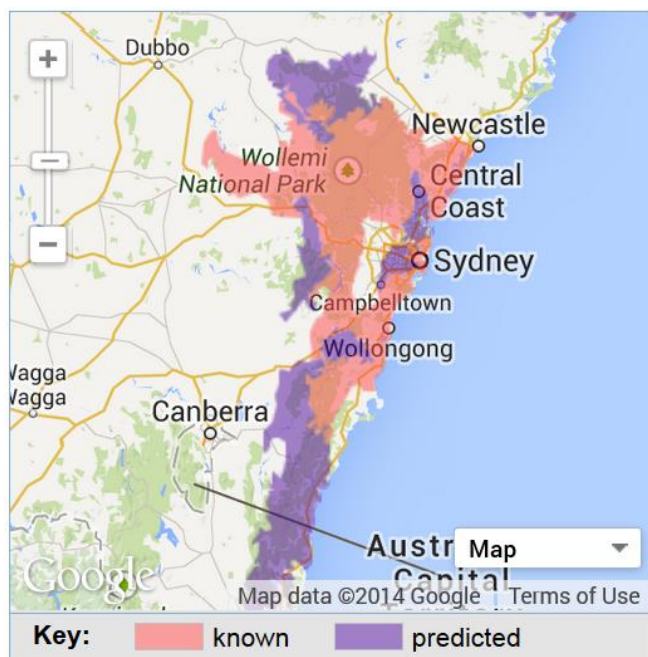 +
Dubbo
Newcastle
Wollemi
National Park
Central
Coast
−
Sydney
Campbelltown
Wollongong
Wagga
Wagga
Canberra
Austr
Map
Capital
Google
Map data ©2014 Google
Terms of Use
Key:
known
predicted